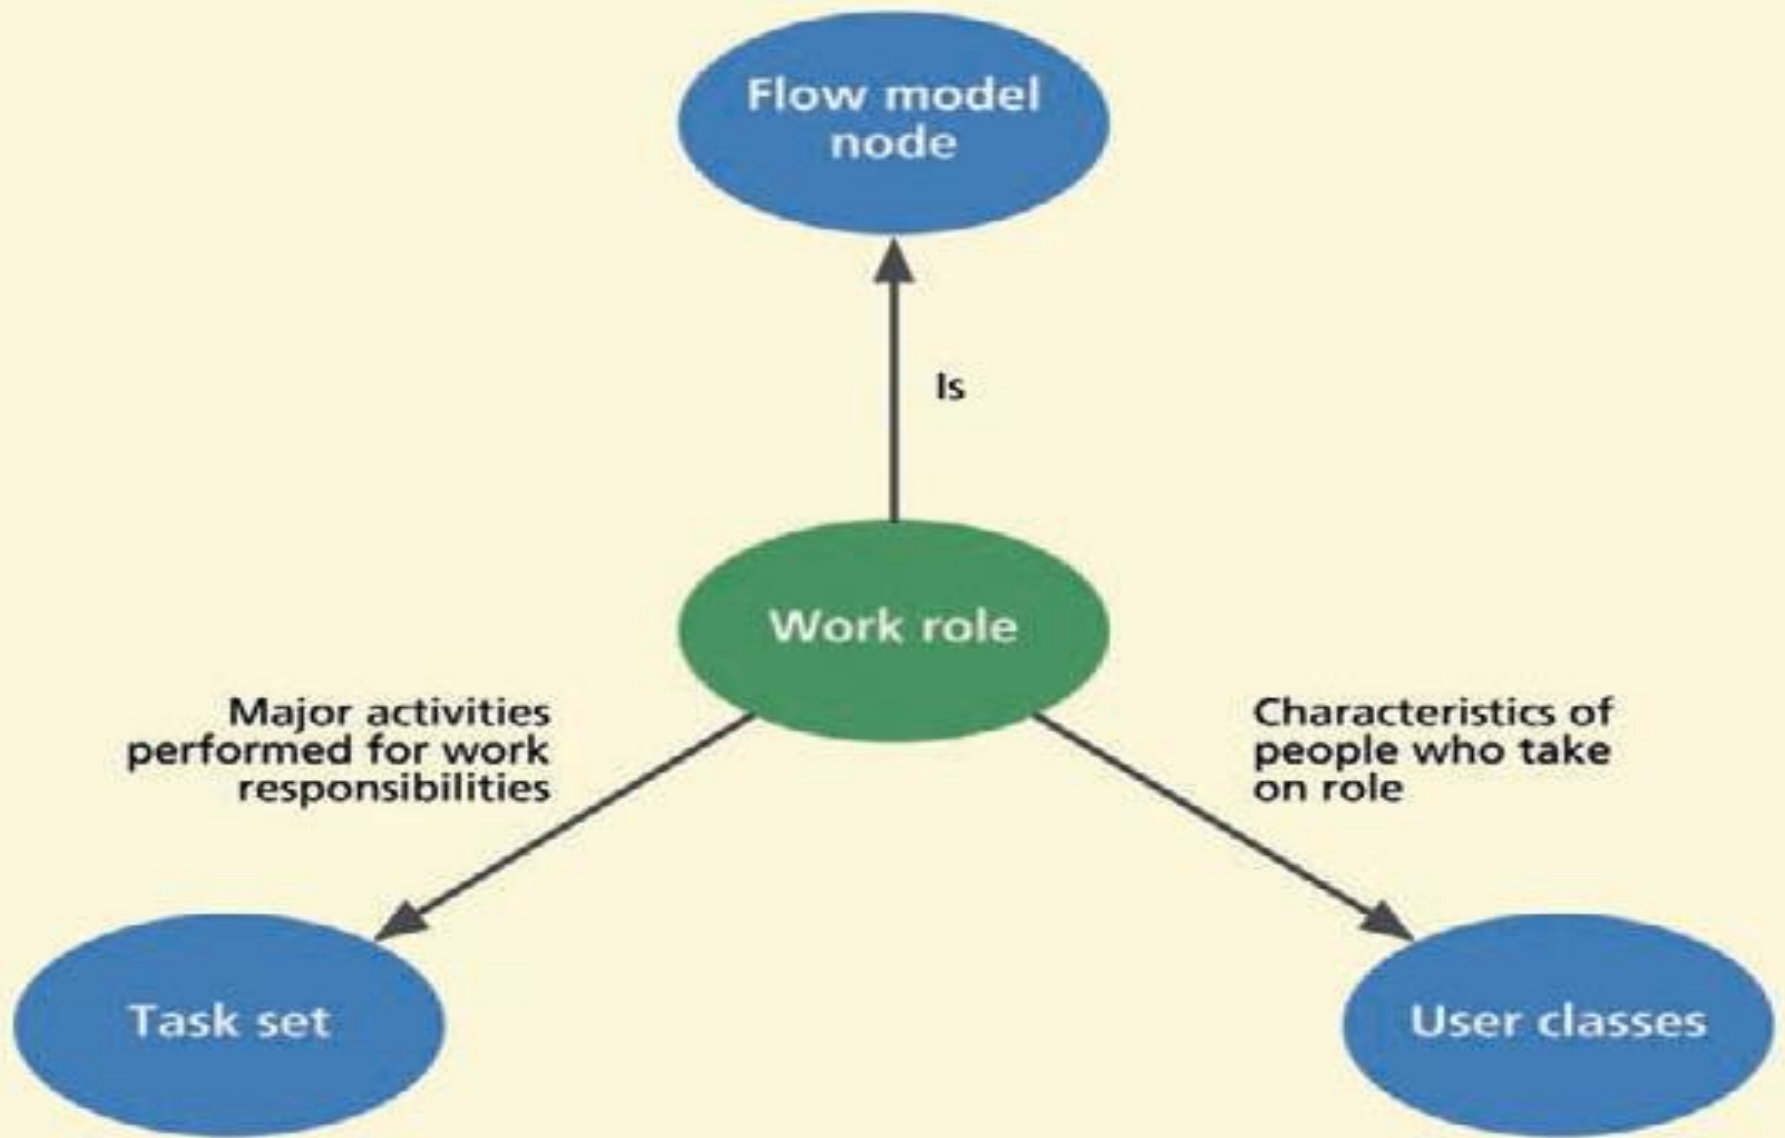 Flow model
node
Is
Work role
Major activities
performed for work
responsibilities
Characteristics of
people who take
on role
Task set
User classes